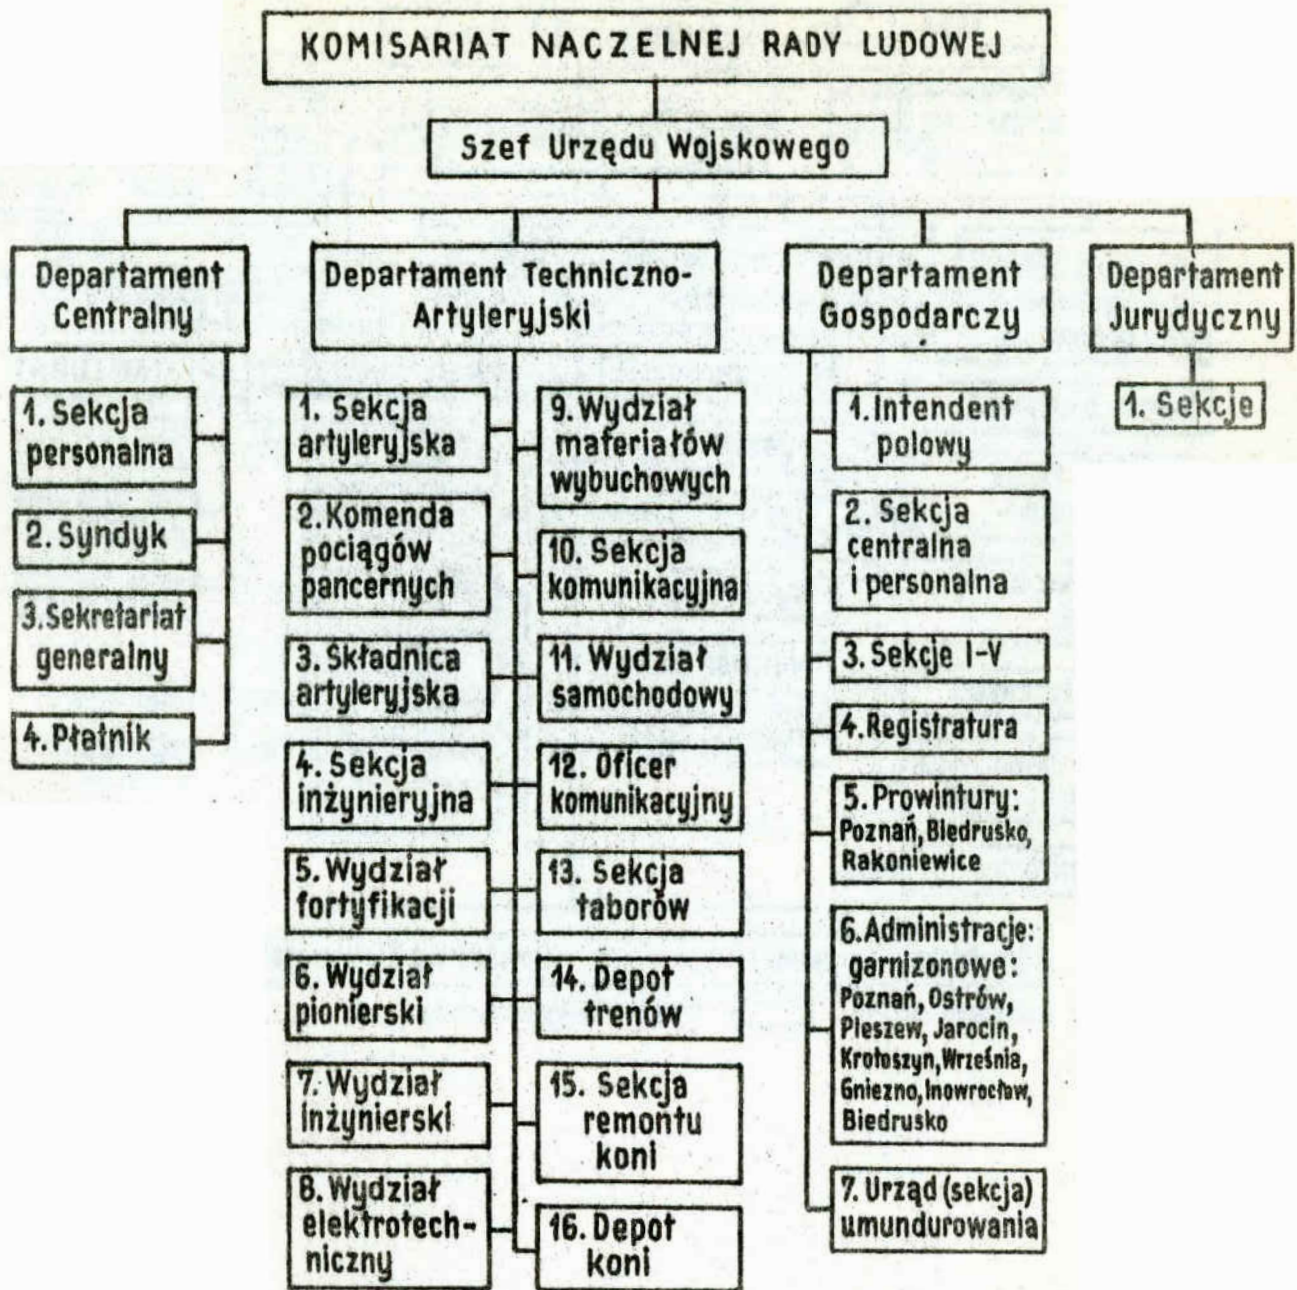 KOMISARIAT NACZELNEJ RADY LUDOWEJ
Szef Urzędu Wojskowego
Departament
Centralny
1. Sekcja
personalna
2. Syndyk
3. Sekretariat
generalny
4. Płatnik
Departament Techniczno-
Artyleryjski
1. Sekcja
artyleryjska
2. Komenda
pociągów
pancernych
3. Składnica
artyleryjska
4. Sekcja
inżynieryjna
5. Wydział
fortyfikacji
6. Wydział
pionierski
7. Wydział
inżynierski
8. Wydział
elektrotech-
niczny
9. Wydział
materiałów
wybuchowych
10. Sekcja
komunikacyjna
11. Wydział
samochodowy
12. Oficer
komunikacyjny
13. Sekcja
taborów
14. Depot
trenów
15. Sekcja
remontu
koni
16. Depot
koni
Departament
Gospodarczy
1. Intendent
polowy
2. Sekcja
centralna
i personalna
3. Sekcje I-V
4. Registratura
5. Prowintury:
Poznań, Biedrusko,
Rakoniewice
6. Administracje:
garnizonowe:
Poznań, Ostrów,
Pleszew, Jarocin,
Krotoszyn, Września,
Gniezno, Inowrocław,
Biedrusko
7. Urząd (sekcja)
umundurowania
Departament
Jurydyczny
1. Sekcje